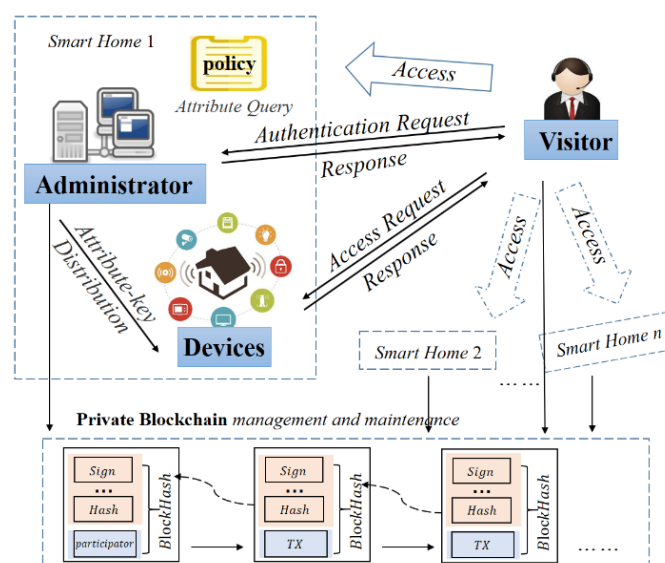 Smart Home 1
policy
Attribute Query
Access
Authentication Request
Response
Visitor
Administrator
Access Request
Response
Attribute-key
Distribution
Devices
Access
Access
Smart Home 2
Smart Home n
... ...
Private Blockchain management and maintenance
Sign
...
Hash
participator
BlockHash
Sign
...
Hash
TX
BlockHash
Sign
...
Hash
TX
BlockHash
... ...